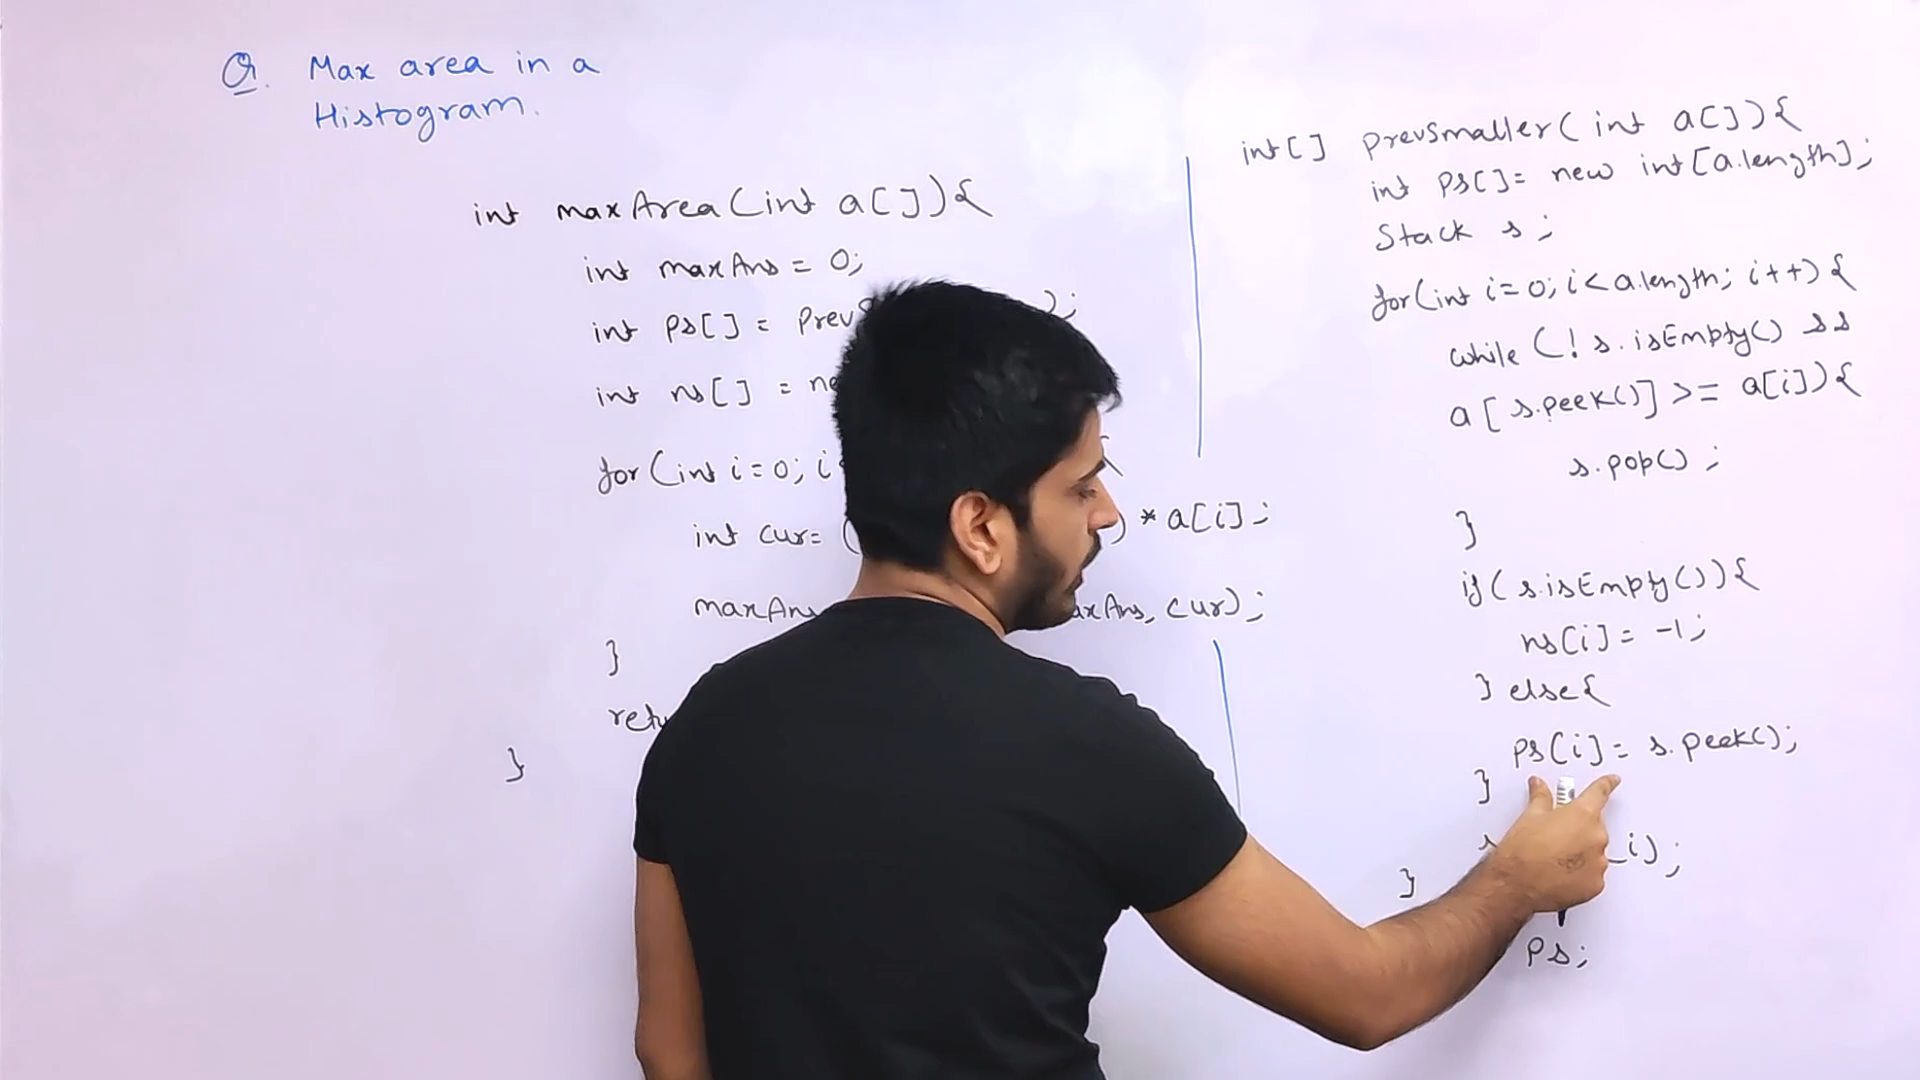 Q. Max area in a
Histogram.
int maxArea(int a[]){
int maxAns = 0;
int ps[] = Prev );
int ns[] = ne
for(int i=0; i {
int cur= ( ) * a[i];
maxAns axAns, cur);
}
retu
}
int[] prevSmaller( int a[]){
int ps[]= new int[a.length];
Stack s;
for(int i=0; i<a.length; i++){
while (! s.isEmpty() &&
a[s.peek()] >= a[i]){
s.pop();
}
if( s.isEmpty()){
ns[i]= -1;
} else{
ps[i]= s.peek();
}
s i);
}
ps;